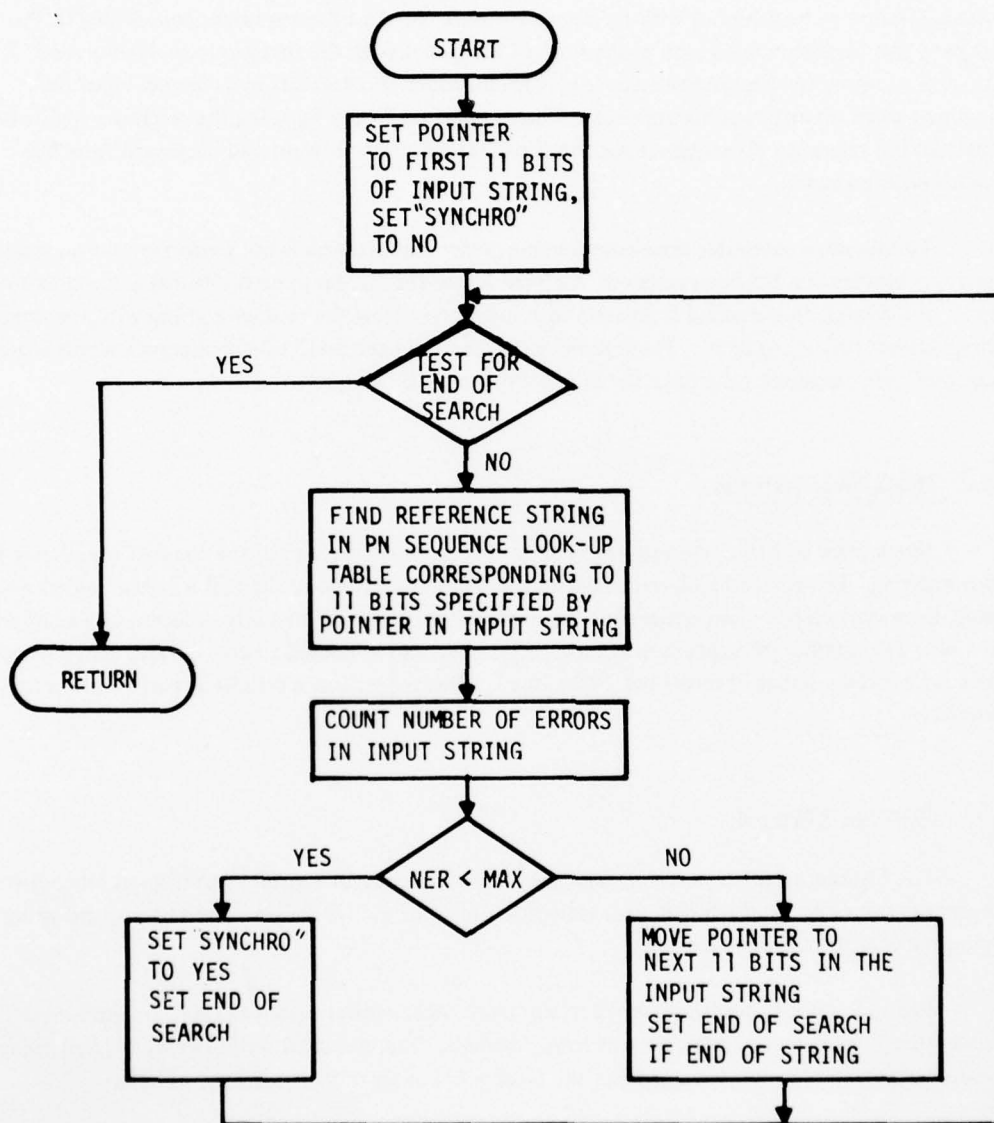 START
SET POINTER
TO FIRST 11 BITS
OF INPUT STRING,
SET "SYNCHRO"
TO NO
TEST FOR
END OF
SEARCH
YES
NO
RETURN
FIND REFERENCE STRING
IN PN SEQUENCE LOOK-UP
TABLE CORRESPONDING TO
11 BITS SPECIFIED BY
POINTER IN INPUT STRING
COUNT NUMBER OF ERRORS
IN INPUT STRING
NER < MAX
YES
NO
SET "SYNCHRO"
TO YES
SET END OF
SEARCH
MOVE POINTER TO
NEXT 11 BITS IN THE
INPUT STRING
SET END OF SEARCH
IF END OF STRING